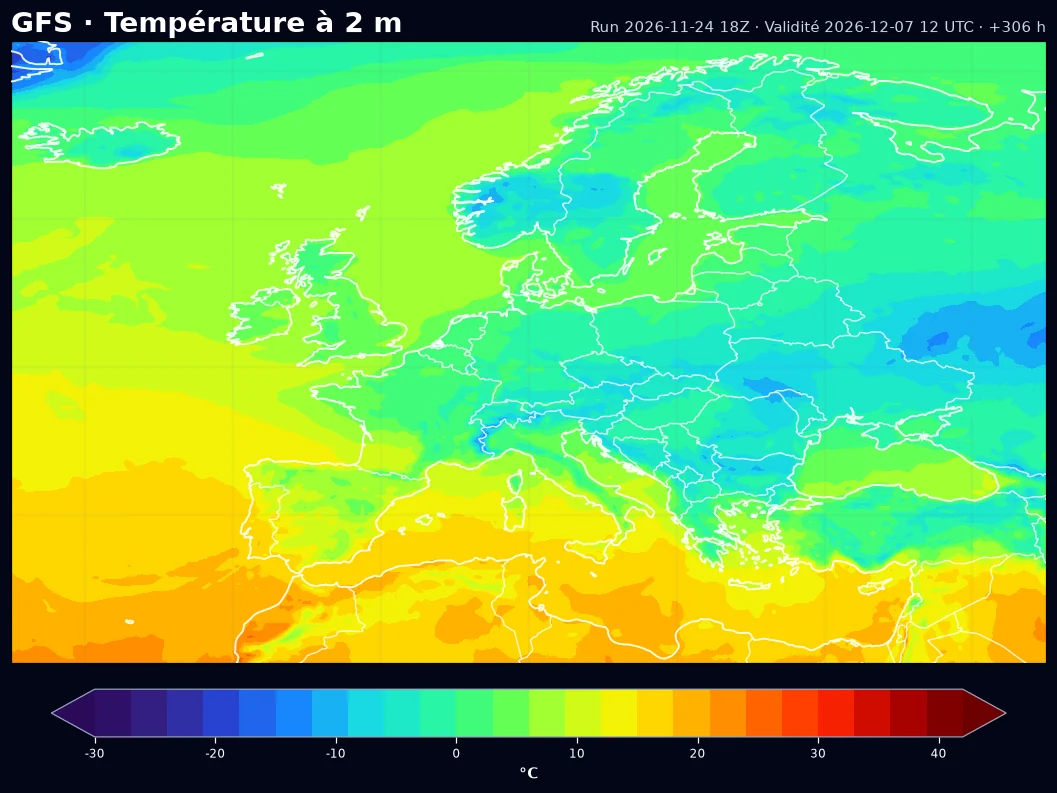 GFS · Température à 2 m
Run 2026-11-24 18Z · Validité 2026-12-07 12 UTC · +306 h
-30 -20 -10 0 10 20 30 40
°C